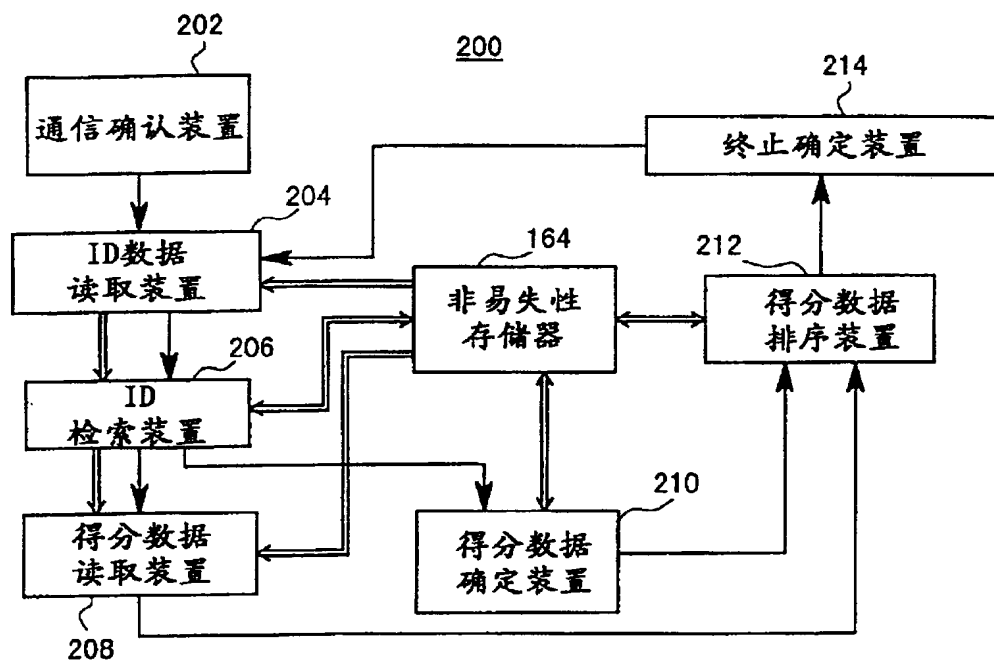 202
200
214
通信确认装置
终止确定装置
204
ID数据
读取装置
164
非易失性
存储器
212
得分数据
排序装置
206
ID
检索装置
得分数据
读取装置
208
210
得分数据
确定装置